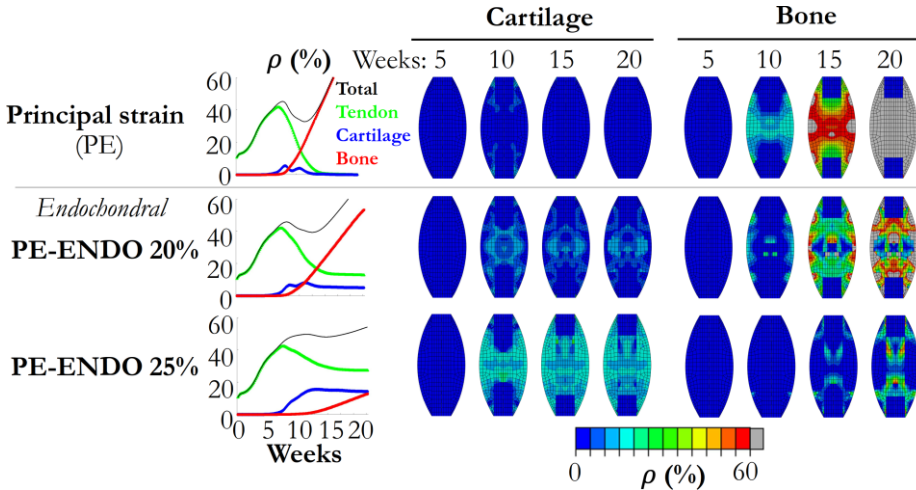 Cartilage Bone
ρ (%) Weeks: 5 10 15 20 5 10 15 20
60
40
20
0
Total
Tendon
Cartilage
Bone
Principal strain
(PE)
Endochondral
PE-ENDO 20%
60
40
20
0
PE-ENDO 25%
60
40
20
0
0 5 10 15 20
Weeks
0 60
ρ (%)